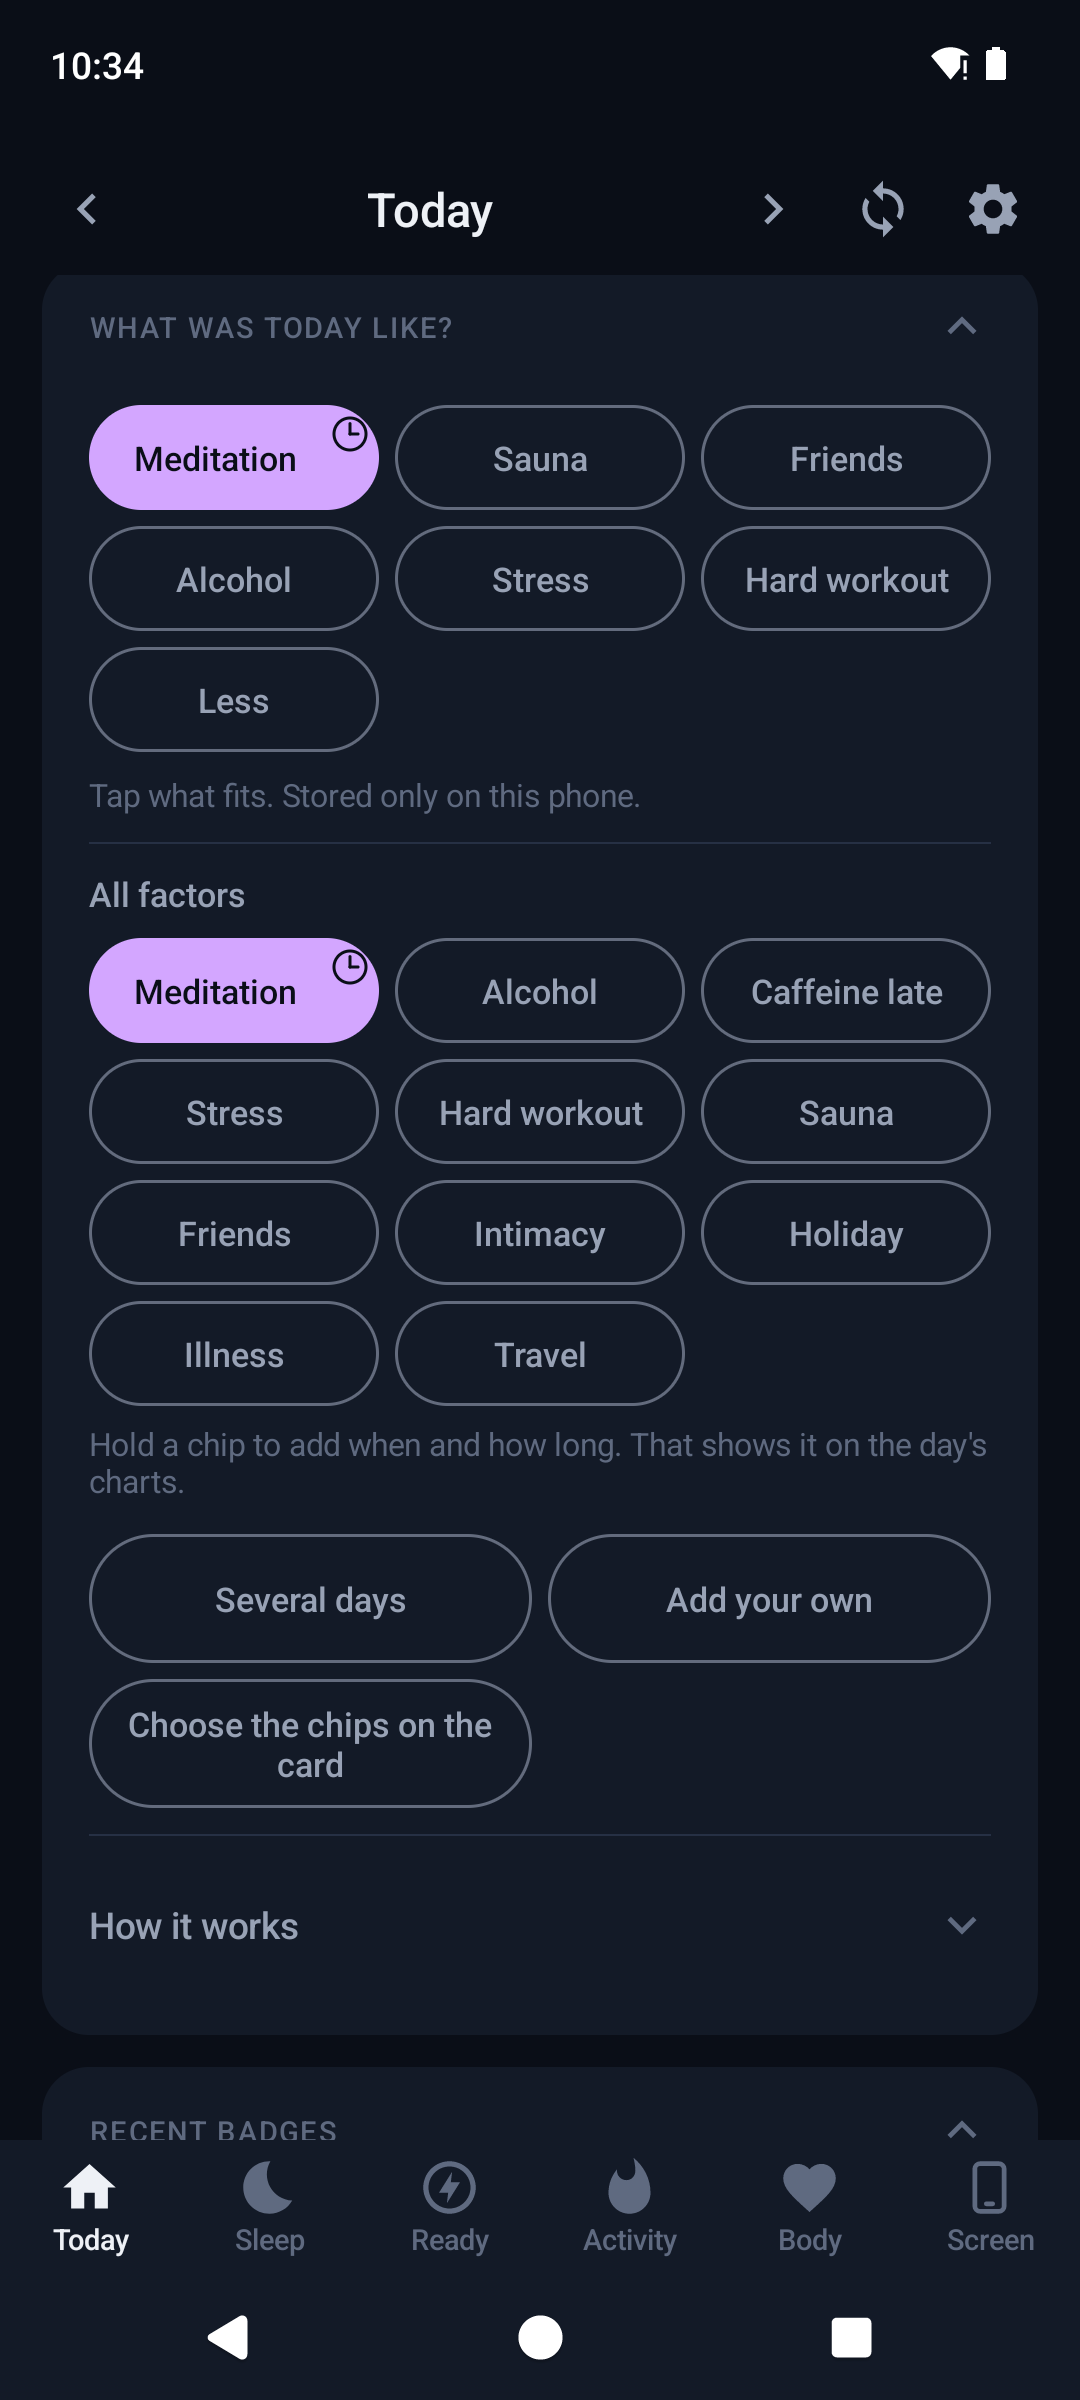 10:34
Today
WHAT WAS TODAY LIKE?
Meditation
Sauna
Friends
Alcohol
Stress
Hard workout
Less
Tap what fits. Stored only on this phone.
All factors
Meditation
Alcohol
Caffeine late
Stress
Hard workout
Sauna
Friends
Intimacy
Holiday
Illness
Travel
Hold a chip to add when and how long. That shows it on the day's
charts.
Several days
Add your own
Choose the chips on the
card
How it works
RECENT BADGES
Today
Sleep
Ready
Activity
Body
Screen